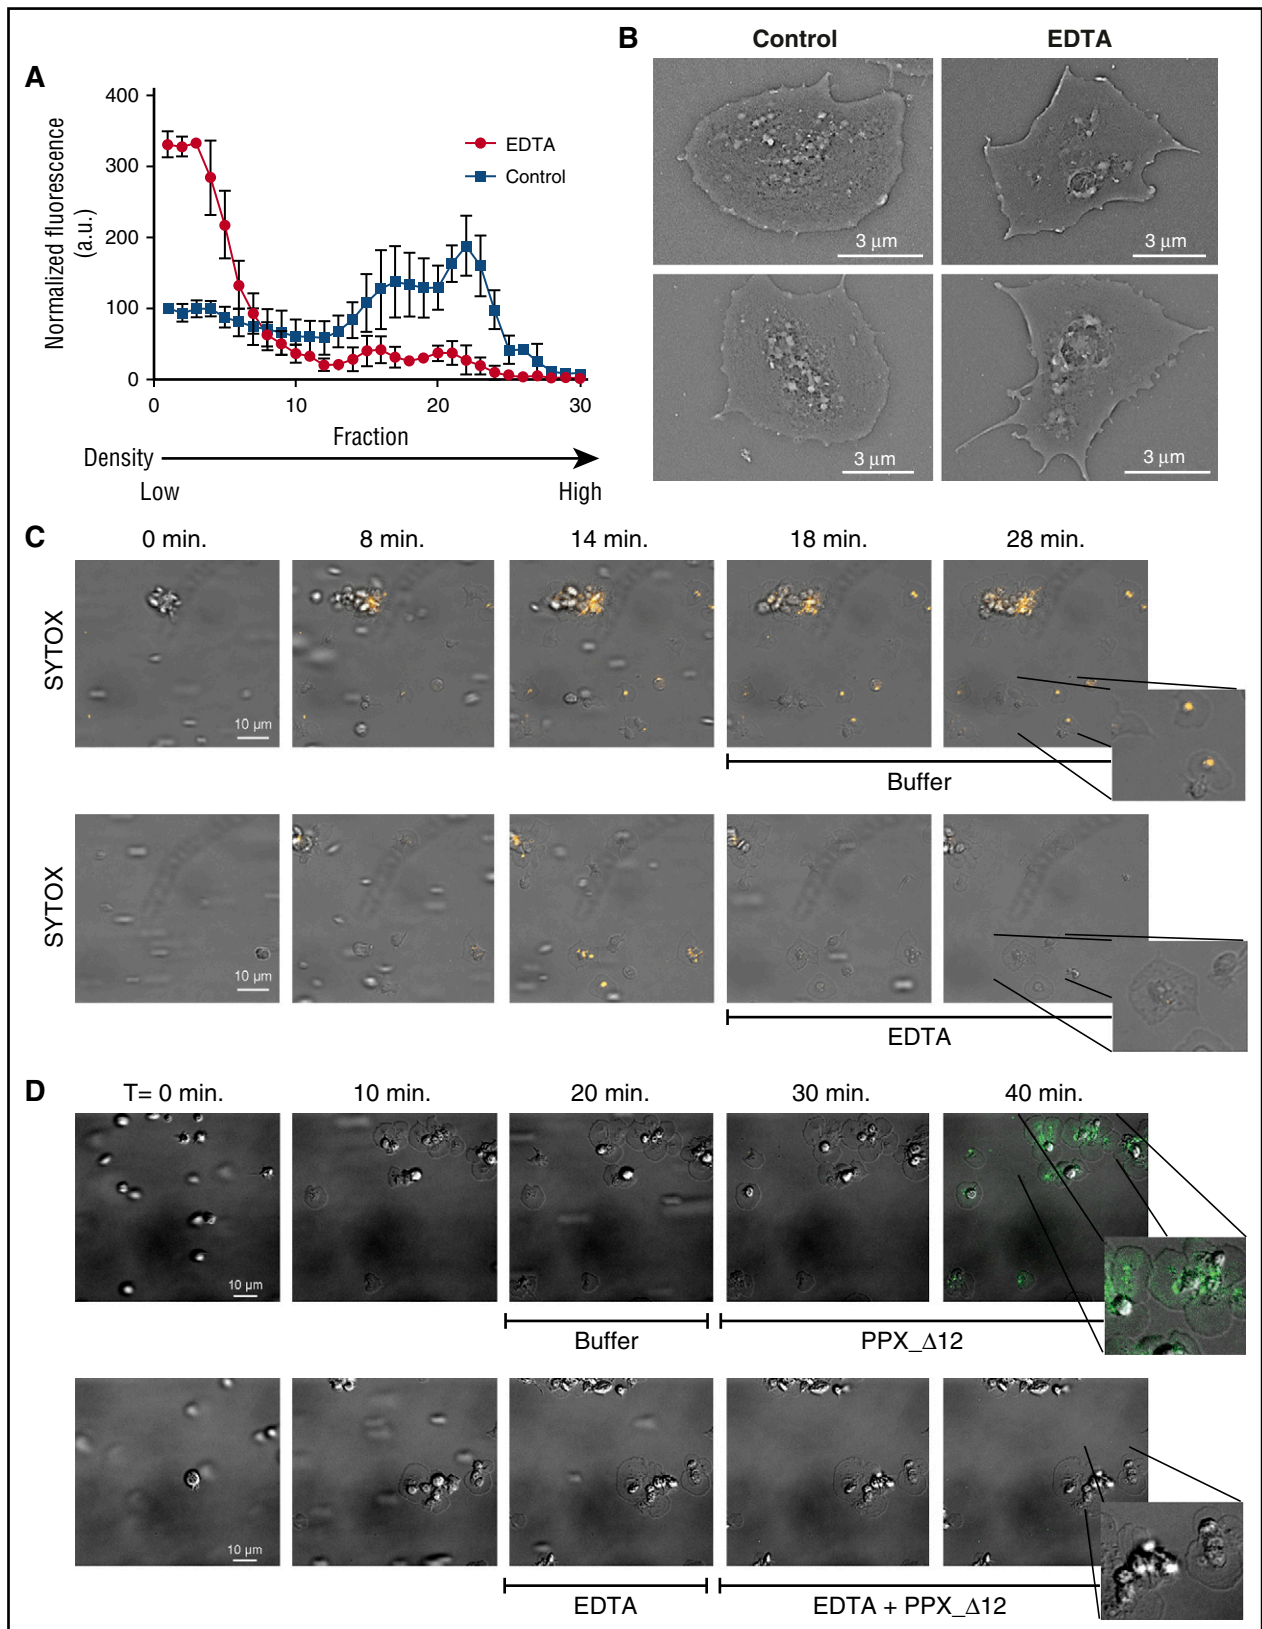 A
400
300
200
100
0
Normalized fluorescence
(a.u.)
EDTA
Control
0
10
20
30
Fraction
Density
Low
High
B
Control
EDTA
3 µm
3 µm
3 µm
3 µm
C
0 min.
8 min.
14 min.
18 min.
28 min.
SYTOX
10 µm
Buffer
SYTOX
10 µm
EDTA
D
T= 0 min.
10 min.
20 min.
30 min.
40 min.
10 µm
Buffer
PPX_Δ12
10 µm
EDTA
EDTA + PPX_Δ12